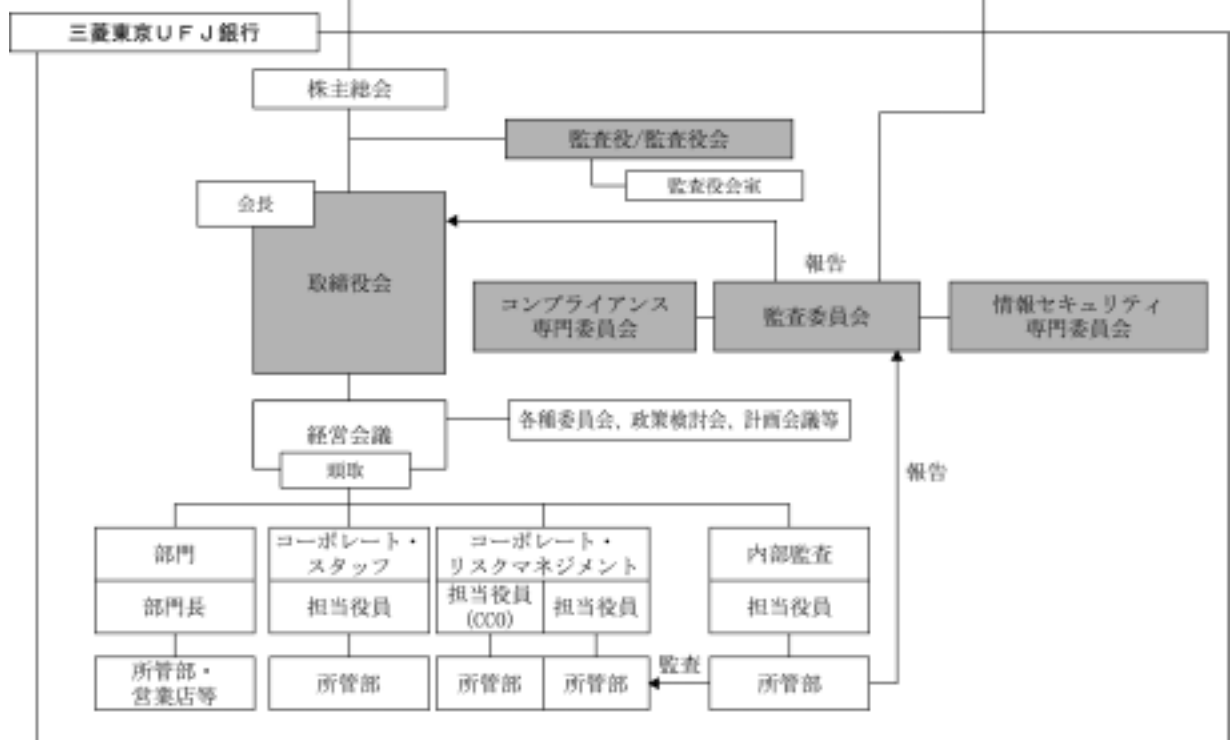 三菱東京ＵＦＪ銀行
株主総会
監査役/監査役会
監査役会室
会長
取締役会
報告
コンプライアンス
専門委員会
監査委員会
情報セキュリティ
専門委員会
経営会議
頭取
各種委員会、政策検討会、計画会議等
報告
部門
部門長
所管部・
営業店等
コーポレート・
スタッフ
担当役員
所管部
コーポレート・
リスクマネジメント
担当役員
(CCO)
担当役員
所管部
所管部
監査
内部監査
担当役員
所管部